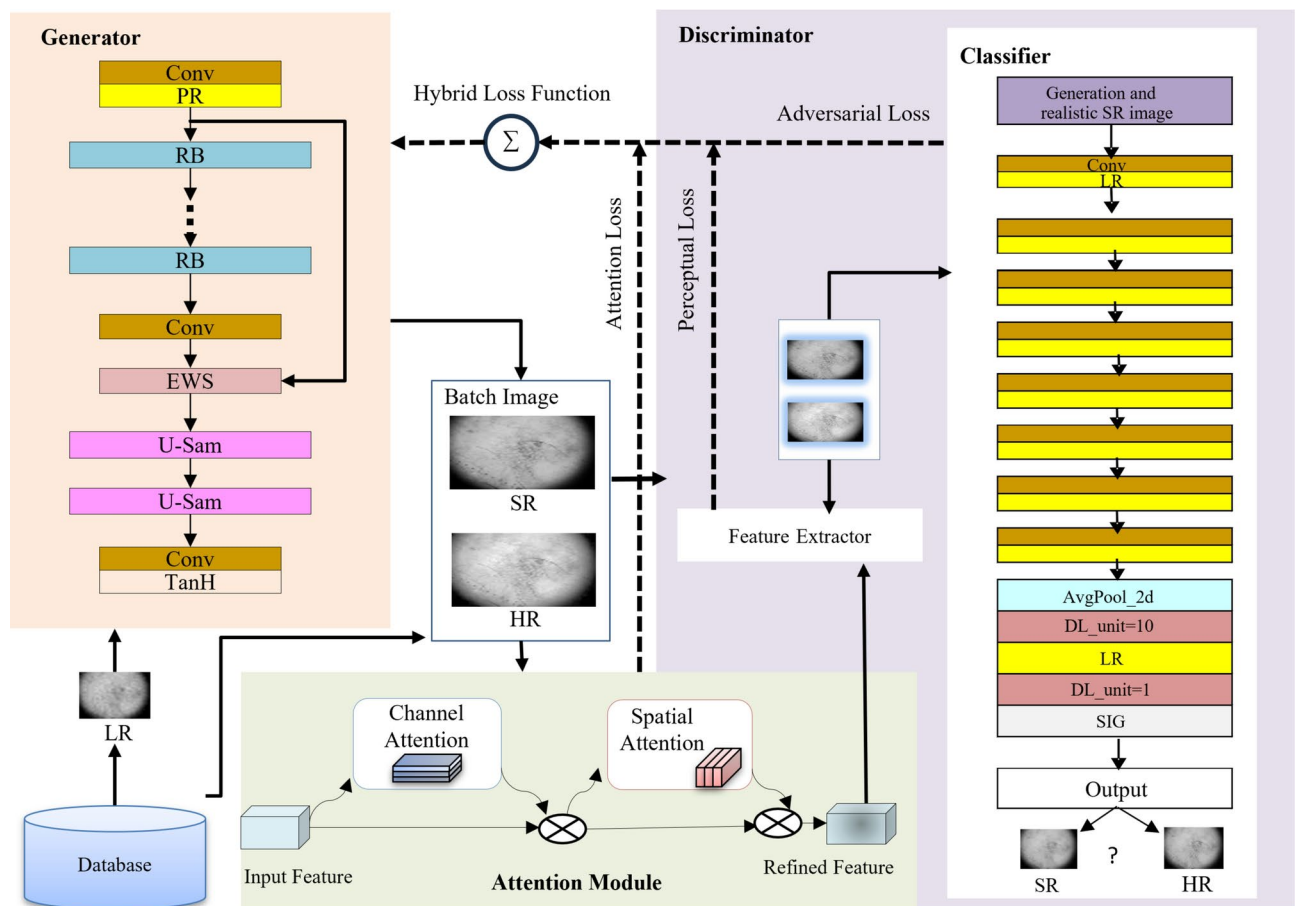 Generator
Conv
PR
RB
RB
Conv
EWS
U-Sam
U-Sam
Conv
TanH
LR
Database
Hybrid Loss Function
Σ
Adversarial Loss
Attention Loss
Perceptual Loss
Batch Image
SR
HR
Discriminator
Feature Extractor
Classifier
Generation and
realistic SR image
Conv
LR
AvgPool_2d
DL_unit=10
LR
DL_unit=1
SIG
Output
?
SR
HR
Channel
Attention
Spatial
Attention
Input Feature
Refined Feature
Attention Module